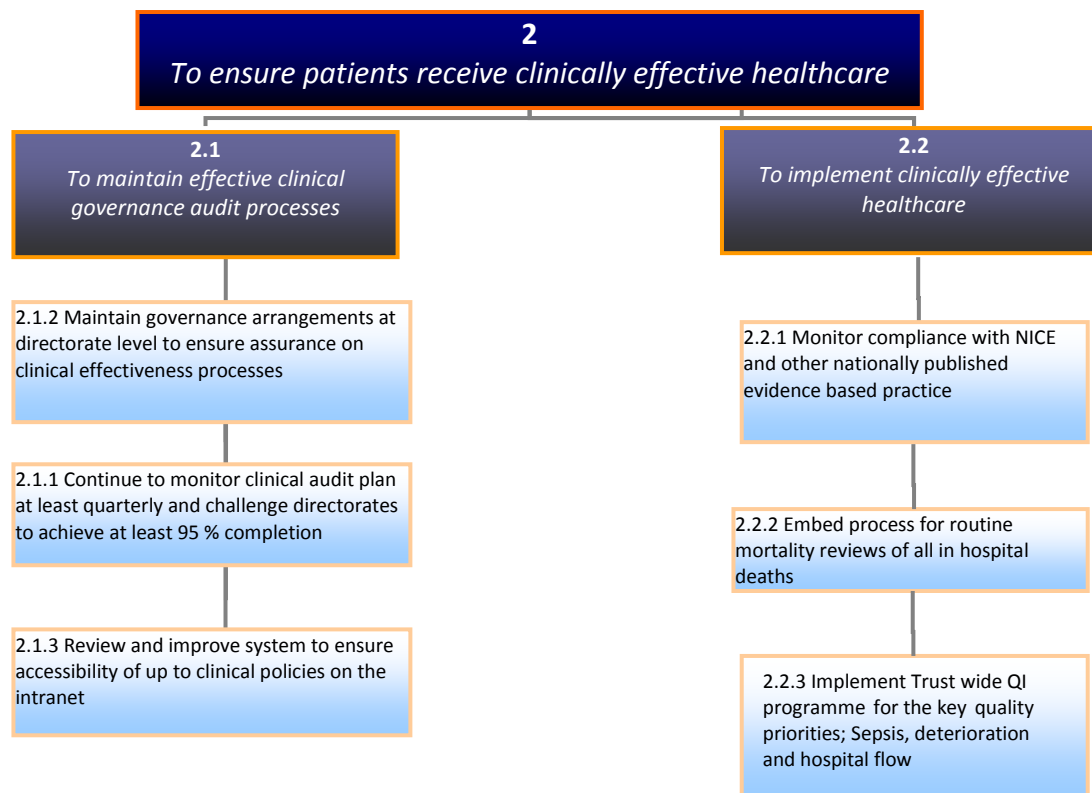 2
To ensure patients receive clinically effective healthcare
2.1
To maintain effective clinical
governance audit processes
2.1.2 Maintain governance arrangements at
directorate level to ensure assurance on
clinical effectiveness processes
2.1.1 Continue to monitor clinical audit plan
at least quarterly and challenge directorates
to achieve at least 95 % completion
2.1.3 Review and improve system to ensure
accessibility of up to clinical policies on the
intranet
2.2
To implement clinically effective
healthcare
2.2.1 Monitor compliance with NICE
and other nationally published
evidence based practice
2.2.2 Embed process for routine
mortality reviews of all in hospital
deaths
2.2.3 Implement Trust wide QI
programme for the key quality
priorities; Sepsis, deterioration
and hospital flow